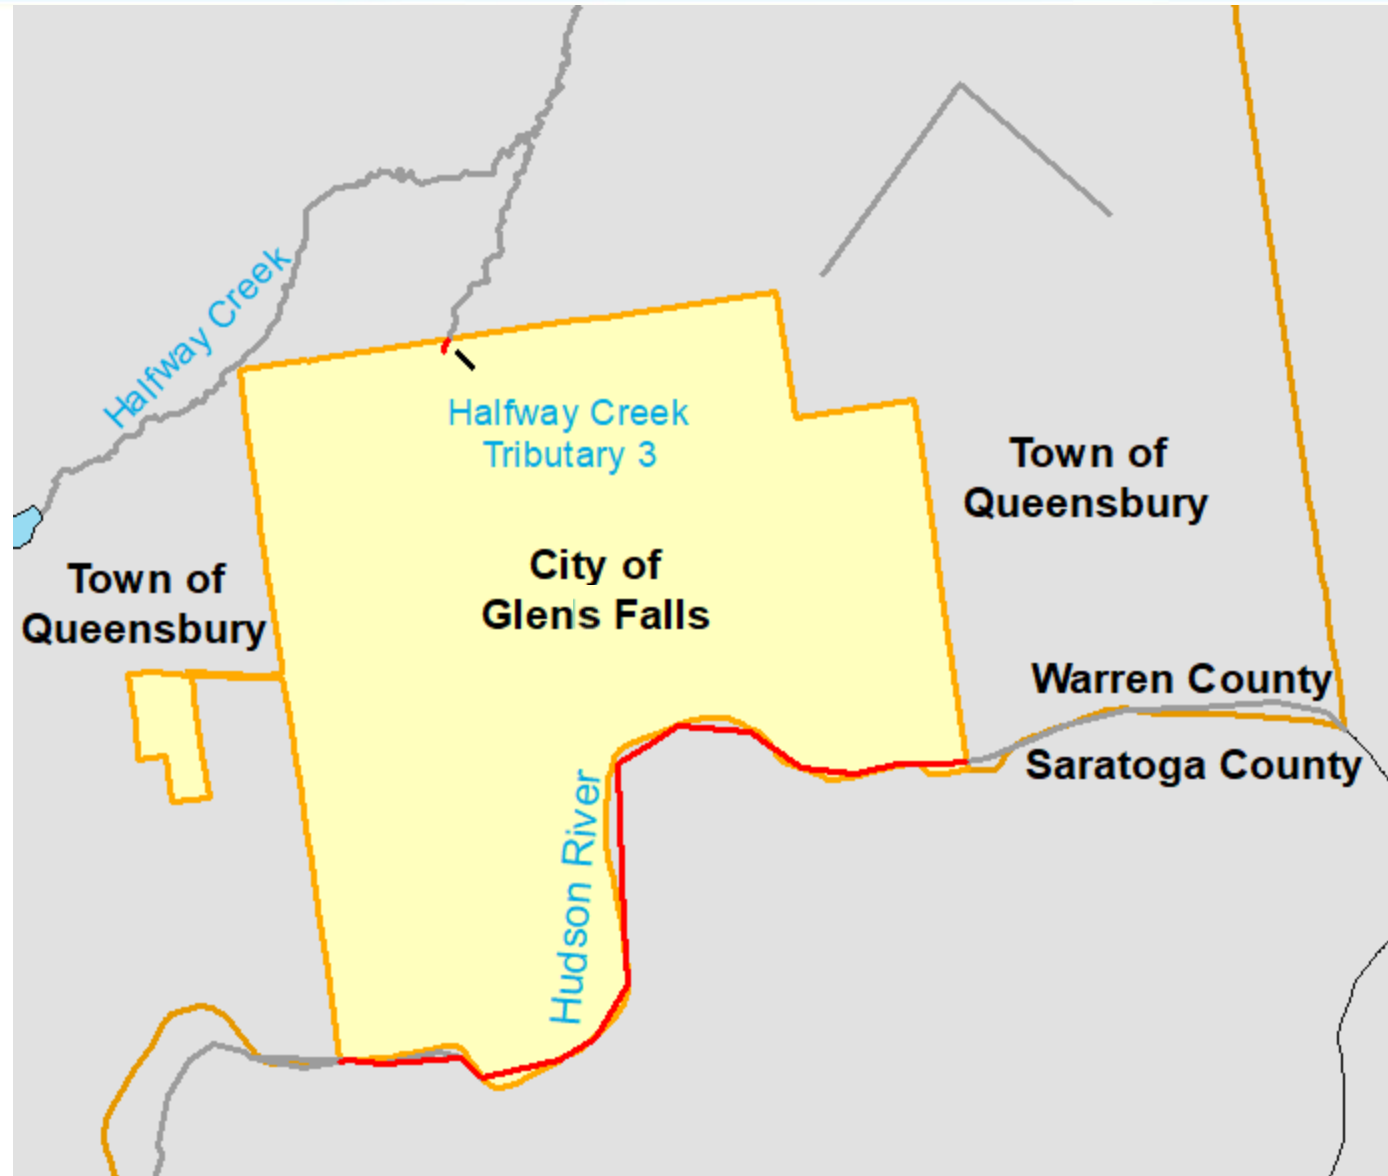 Halfway Creek
Halfway Creek
Tributary 3
Town of
Queensbury
City of
Glens Falls
Town of
Queensbury
Warren County
Saratoga County
Hudson River